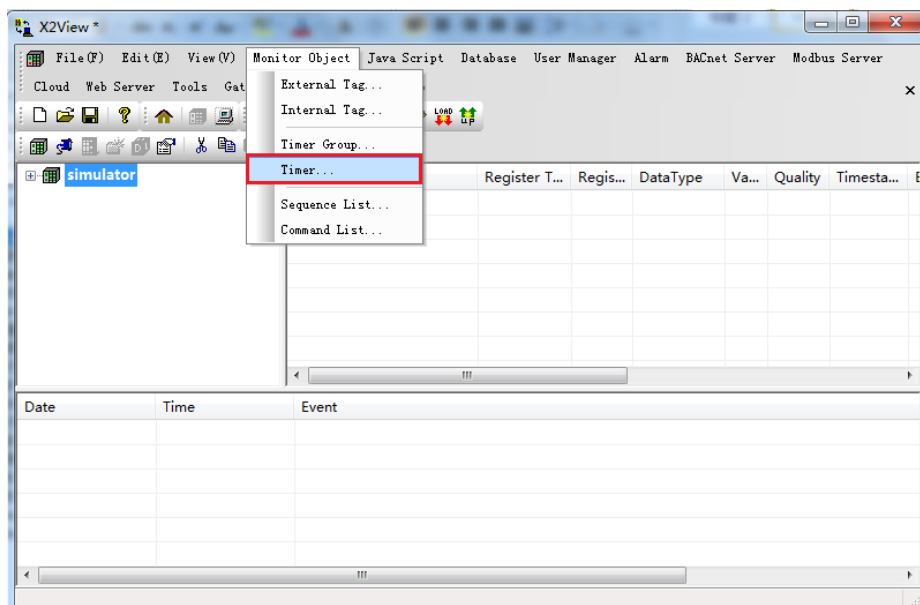 X2View *
File(F) Edit(E) View(V) Monitor Object Java Script Database User Manager Alarm BACnet Server Modbus Server
Cloud Web Server Tools Gat
External Tag...
Internal Tag...
LOAD
UP
Timer Group...
Timer...
Sequence List...
Command List...
simulator
Register T... Regis... DataType Va... Quality Timesta...
Date Time Event